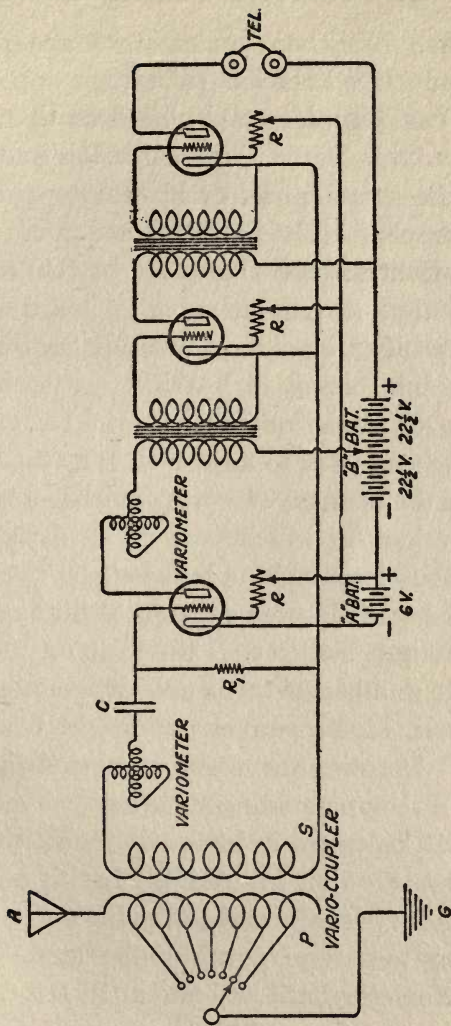 A
P
S
VARIO-COUPLER
G
VARIOMETER
C
R₁
VARIOMETER
R
"A" BAT.
− +
6 V.
"B" BAT.
− +
22½ V. 22½ V.
R
R
TEL.